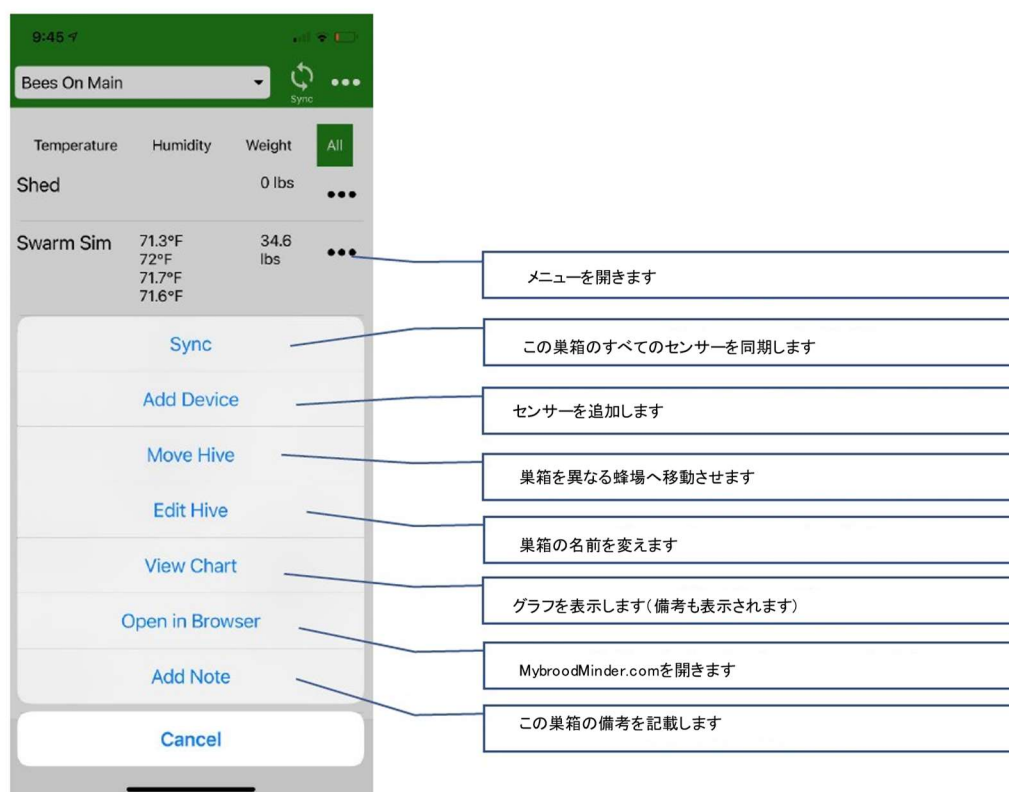 9:45
Bees On Main
Sync
Temperature Humidity Weight All
Shed 0 lbs
Swarm Sim 71.3°F 34.6
72°F lbs
71.7°F
71.6°F
メニューを開きます
Sync
この巣箱のすべてのセンサーを同期します
Add Device
センサーを追加します
Move Hive
巣箱を異なる蜂場へ移動させます
Edit Hive
巣箱の名前を変えます
View Chart
グラフを表示します(備考も表示されます)
Open in Browser
MybroodMinder.comを開きます
Add Note
この巣箱の備考を記載します
Cancel